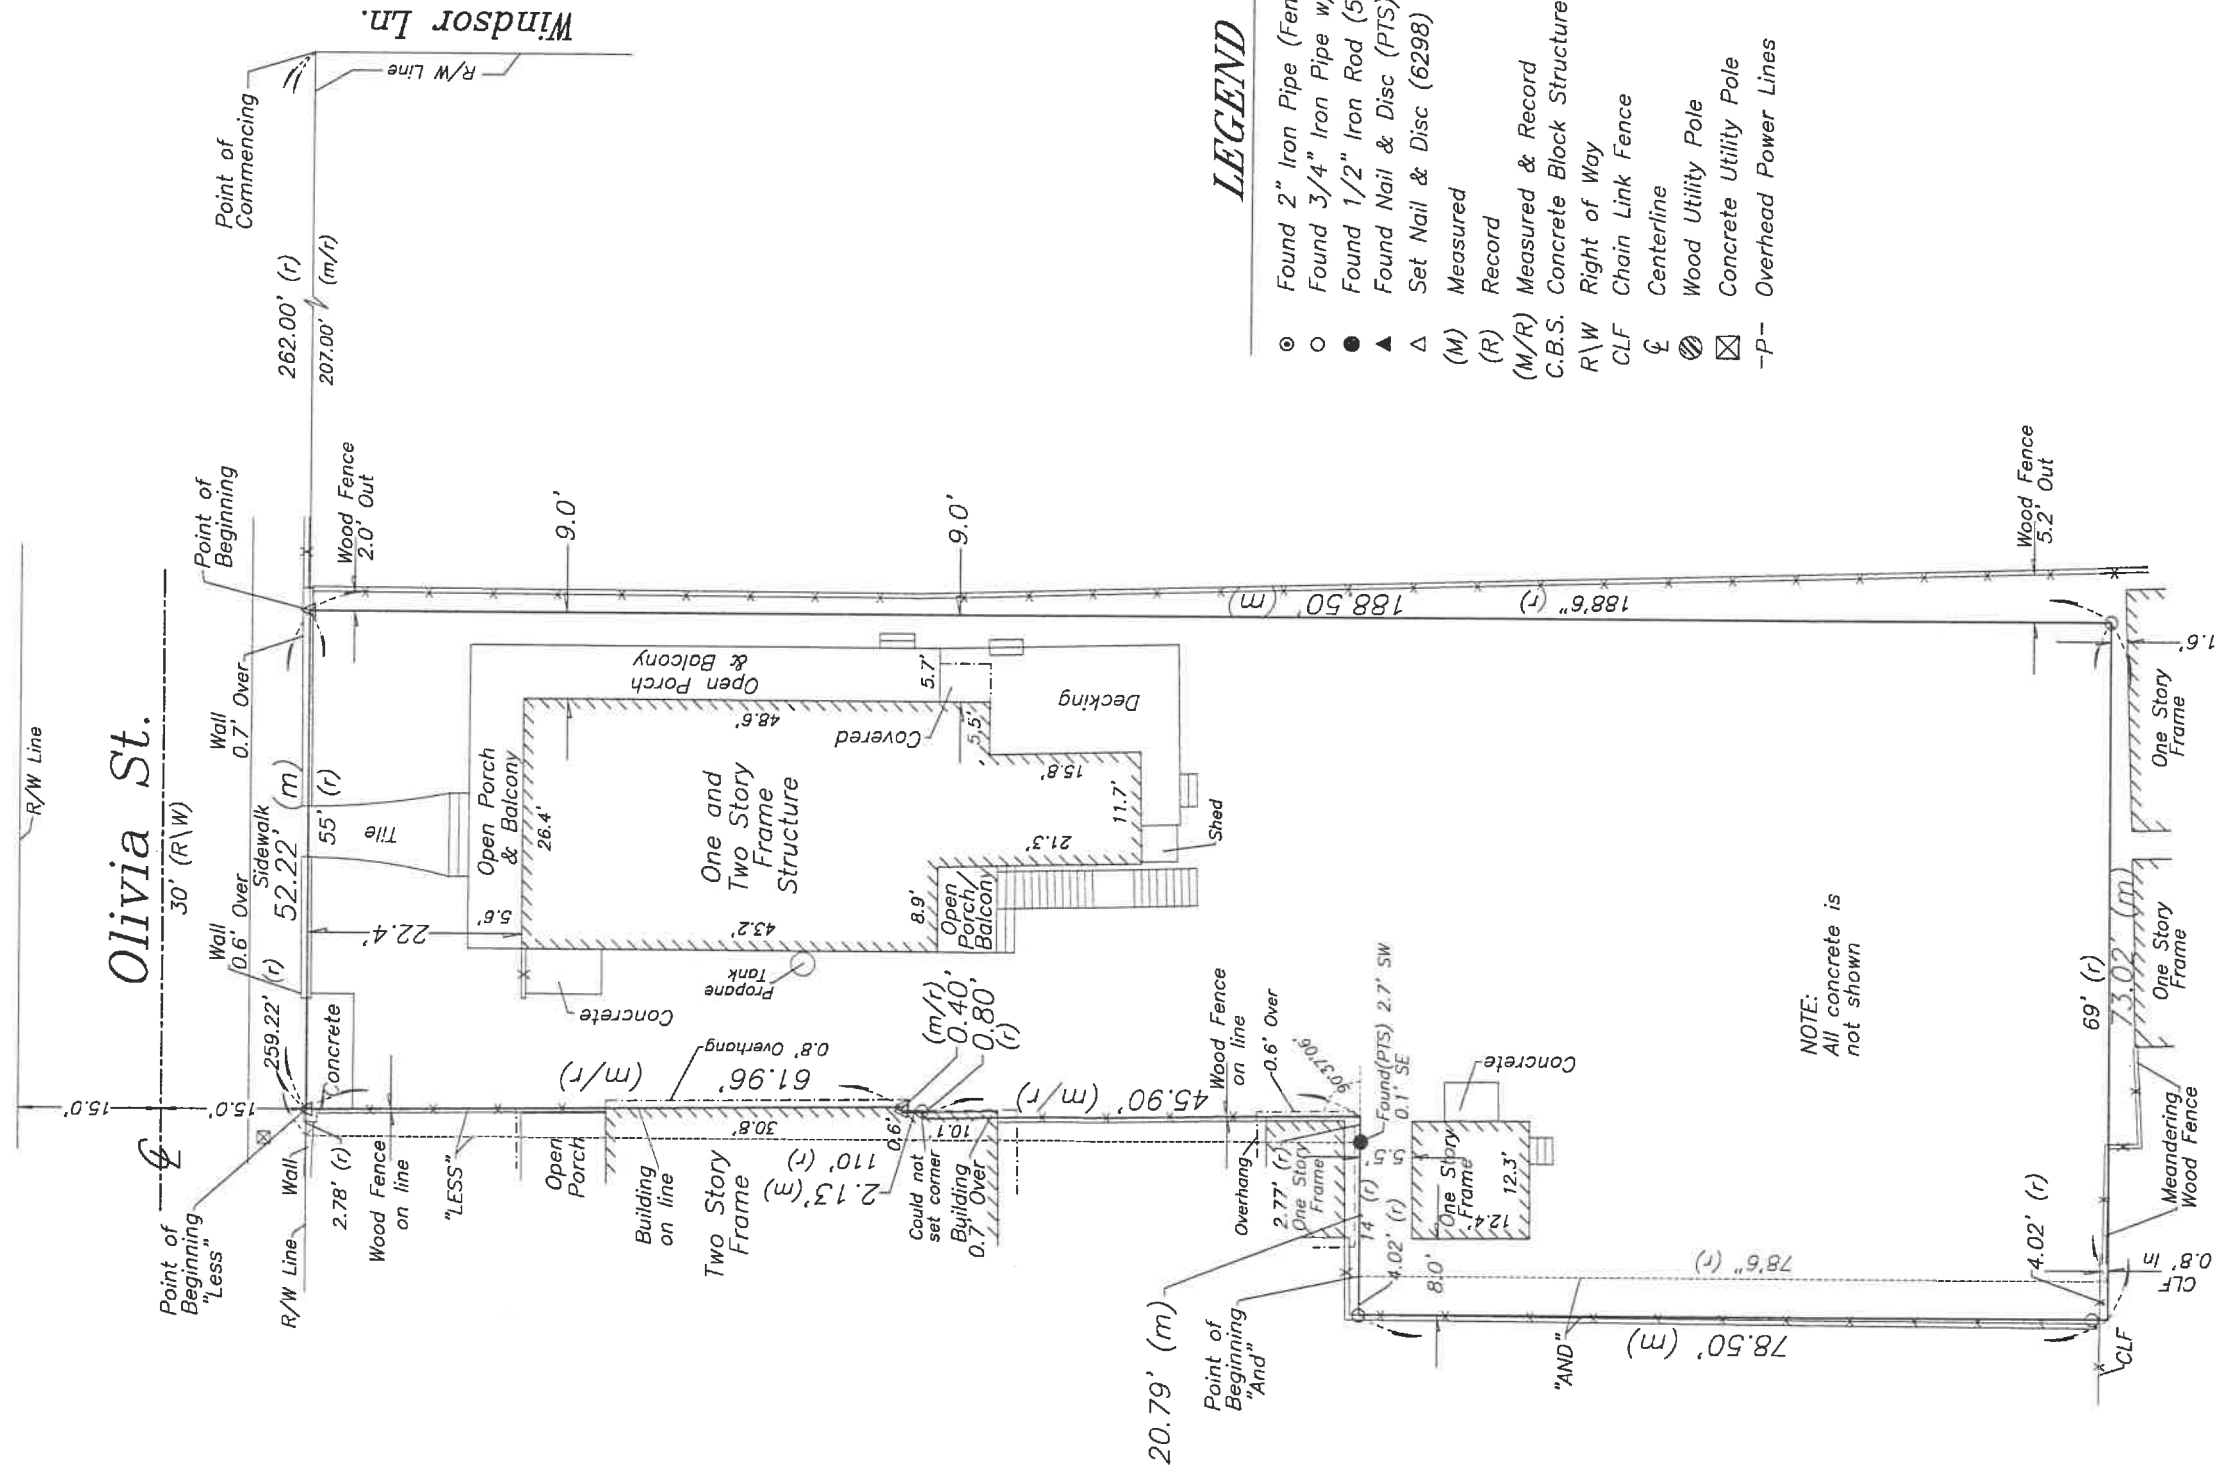 Windsor Ln.
R/W Line
Point of
Commencing
262.00' (r)
207.00' (m/r)
R/W Line
Olivia St.
30' (R\W)
15.0'
15.0'
Point of
Beginning
"Less"
R/W Line
Wall
2.78' (r)
259.22' (r)
Wall
0.6' Over
Sidewalk
52.22' (m)
55' (r)
Wall
0.7' Over
Point of
Beginning
Wood Fence
2.0' Out
Concrete
Tile
Wood Fence
on line
"LESS"
22.4'
5.6'
Open Porch
& Balcony
26.4'
9.0'
9.0'
Open Porch
& Balcony
48.6'
5.7'
Covered
5.5'
Decking
One and
Two Story
Frame
Structure
43.2'
8.9'
Open
Porch/
Balcony
21.3'
15.8'
11.7'
Shed
Concrete
Propane
Tank
Open
Porch
Building
on line
Two Story
Frame
30.8'
61.96' (m/r)
0.8' Overhang
(m/r)
0.40'
0.80'
(r)
0.6'
110' (r)
2.13'(m)
10.1
Could not
set corner
Building
0.7' Over
45.90' (m/r)
Wood Fence
on line
0.6' Over
90°37'06"
Found(PTS) 2.7' SW
0.1' SE
Overhang
2.77' (r)
One Story
Frame
14' (r)
5.5'
4.02' (r)
8.0'
One Story
Frame
12.4'
12.3'
Concrete
20.79' (m)
Point of
Beginning
"And"
"AND"
78.50' (m)
78'6" (r)
188.50' (m)
188'6" (r)
Wood Fence
5.2' Out
1.6'
One Story
Frame
One Story
Frame
69' (r)
73.02' (m)
NOTE:
All concrete is
not shown
4.02' (r)
Meandering
Wood Fence
CLF
0.8' In
CLF
LEGEND
Found 2" Iron Pipe (Fen
Found 3/4" Iron Pipe w/
Found 1/2" Iron Rod (5
Found Nail & Disc (PTS)
Set Nail & Disc (6298)
(M) Measured
(R) Record
(M/R) Measured & Record
C.B.S. Concrete Block Structure
R\W Right of Way
CLF Chain Link Fence
℄ Centerline
Wood Utility Pole
Concrete Utility Pole
-P- Overhead Power Lines